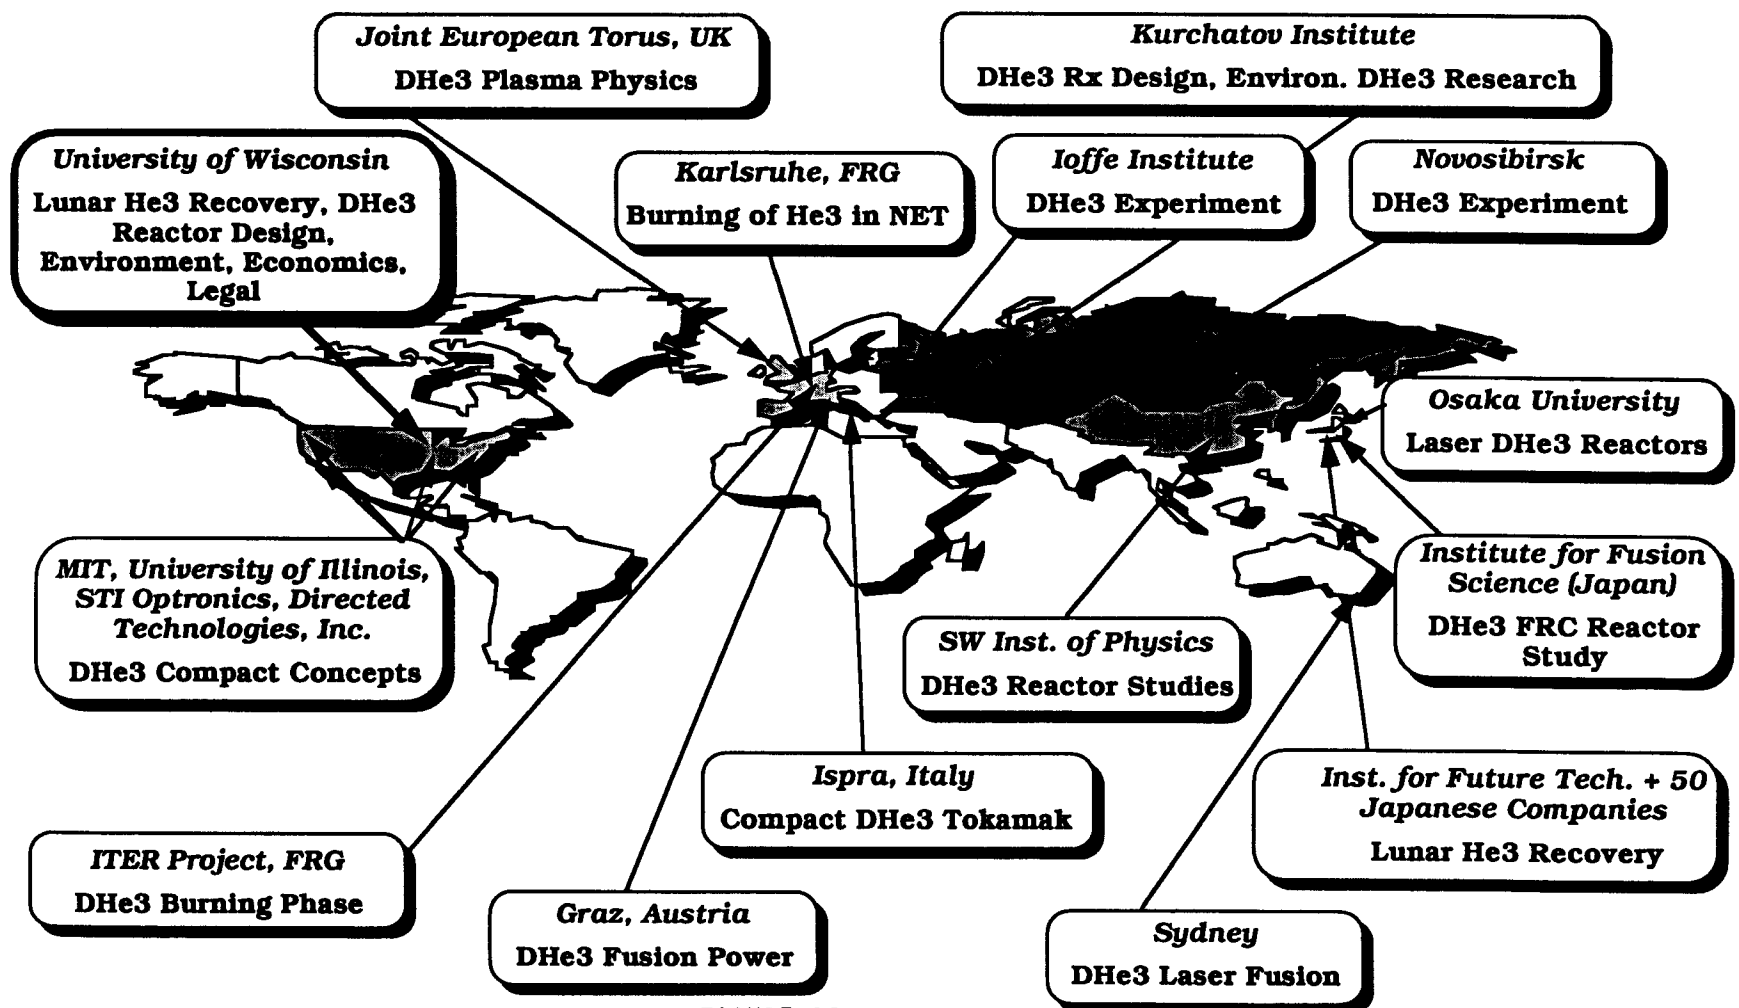 Joint European Torus, UK
DHe3 Plasma Physics
Kurchatov Institute
DHe3 Rx Design, Environ. DHe3 Research
University of Wisconsin
Lunar He3 Recovery, DHe3
Reactor Design,
Environment, Economics,
Legal
Karlsruhe, FRG
Burning of He3 in NET
Ioffe Institute
DHe3 Experiment
Novosibirsk
DHe3 Experiment
Osaka University
Laser DHe3 Reactors
MIT, University of Illinois,
STI Optronics, Directed
Technologies, Inc.
DHe3 Compact Concepts
Institute for Fusion
Science (Japan)
DHe3 FRC Reactor
Study
SW Inst. of Physics
DHe3 Reactor Studies
Ispra, Italy
Compact DHe3 Tokamak
Inst. for Future Tech. + 50
Japanese Companies
Lunar He3 Recovery
ITER Project, FRG
DHe3 Burning Phase
Graz, Austria
DHe3 Fusion Power
Sydney
DHe3 Laser Fusion